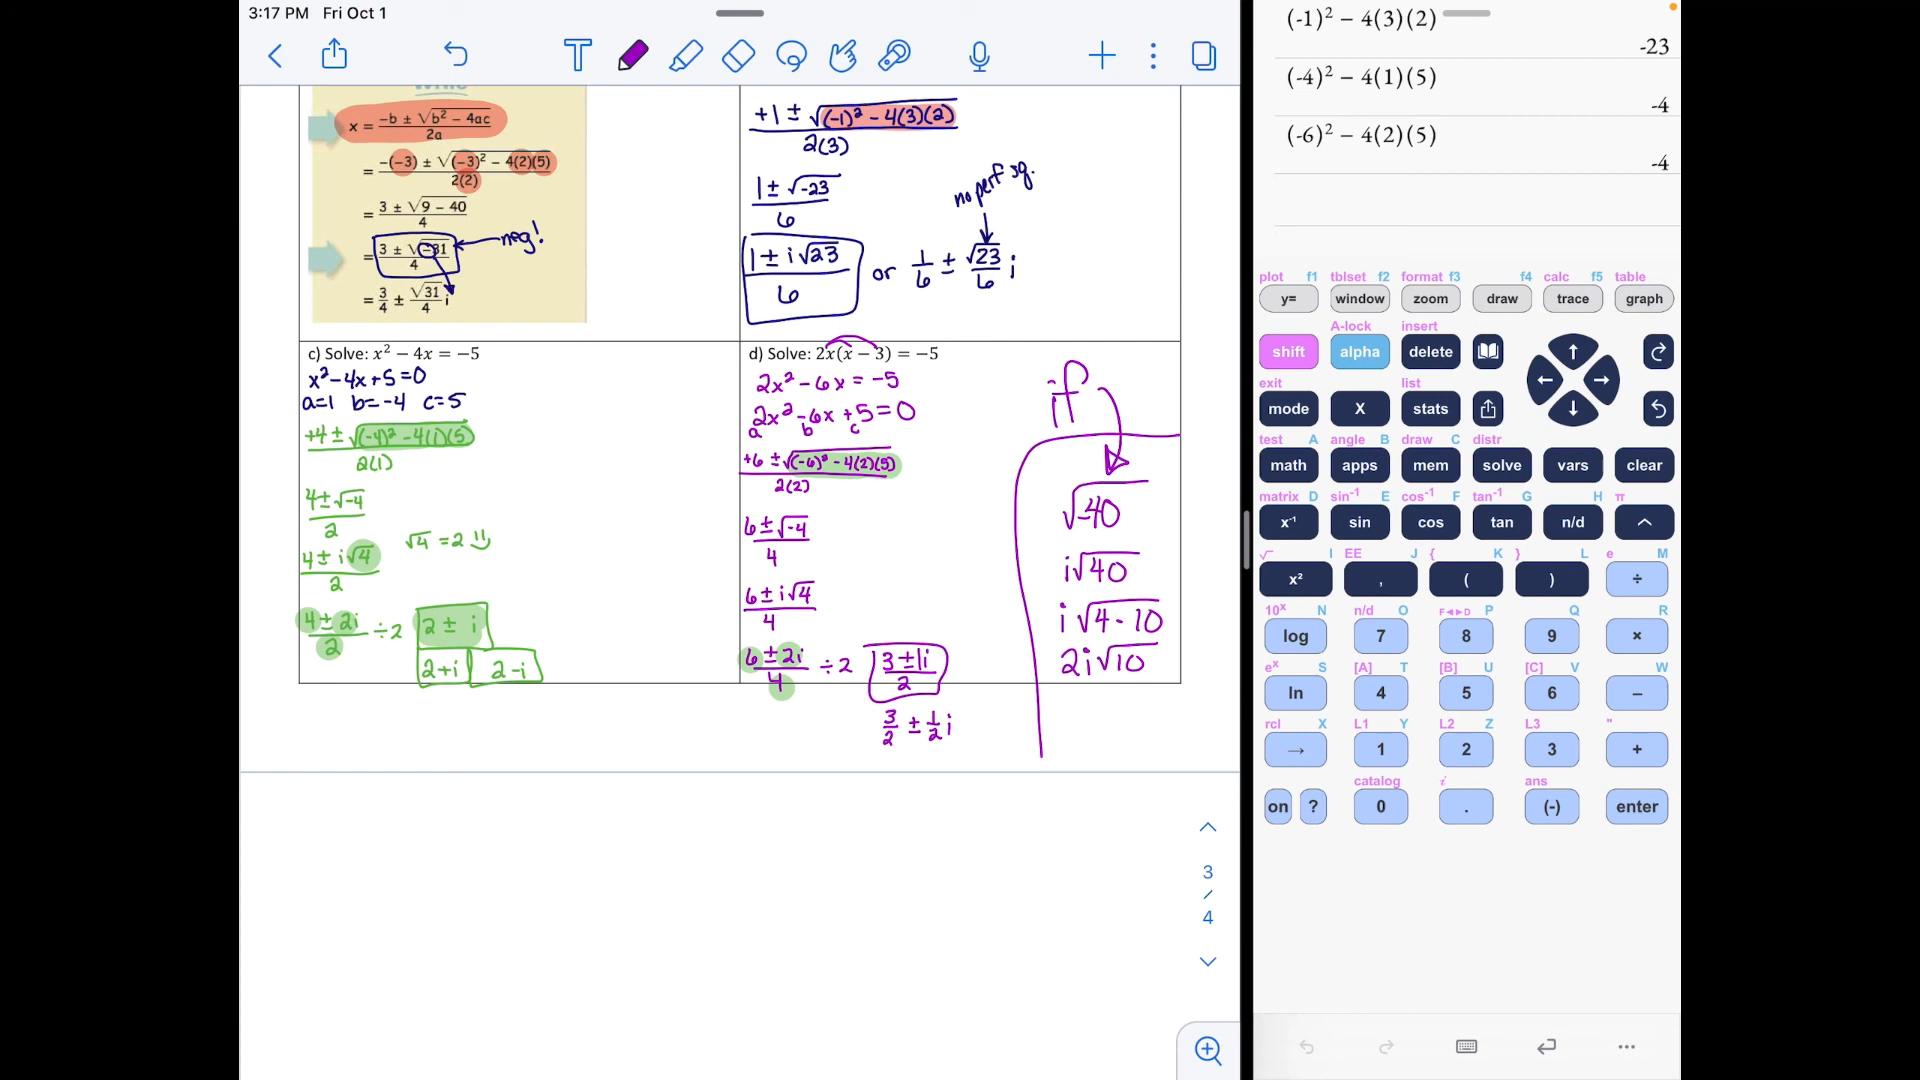 3:17 PM Fri Oct 1
x = -b ± √b² - 4ac / 2a
= -(-3) ± √(-3)² - 4(2)(5) / 2(2)
= 3 ± √9 - 40 / 4
= 3 ± √-31 / 4
neg!
= 3/4 ± √31/4 i
+1 ± √(-1)² - 4(3)(2) / 2(3)
1 ± √-23 / 6
no perf sq.
1 ± i√23 / 6 or 1/6 ± √23/6 i
c) Solve: x² − 4x = −5
x² - 4x + 5 = 0
a=1 b=-4 c=5
+4 ± √(-4)² - 4(1)(5) / 2(1)
4 ± √-4 / 2
4 ± i√4 / 2
√4 = 2
4 ± 2i / 2 ÷2 2 ± i
2+i 2-i
d) Solve: 2x(x − 3) = −5
2x² - 6x = -5
2x² - 6x + 5 = 0
a b c
+6 ± √(-6)² - 4(2)(5) / 2(2)
6 ± √-4 / 4
6 ± i√4 / 4
6 ± 2i / 4 ÷2 3 ± 1i / 2
3/2 ± 1/2 i
if
√-40
i√40
i√4·10
2i√10
3
/
4
(-1)² − 4(3)(2)
-23
(-4)² − 4(1)(5)
-4
(-6)² − 4(2)(5)
-4
plot f1 tblset f2 format f3 f4 calc f5 table
y= window zoom draw trace graph
A-lock insert
shift alpha delete
exit list
mode X stats
test A angle B draw C distr
math apps mem solve vars clear
matrix D sin⁻¹ E cos⁻¹ F tan⁻¹ G H π
x⁻¹ sin cos tan n/d ^
√ I EE J { K } L e M
x² , ( ) ÷
10ˣ N n/d O F◄►D P Q R
log 7 8 9 ×
eˣ S [A] T [B] U [C] V W
ln 4 5 6 −
rcl X L1 Y L2 Z L3 "
→ 1 2 3 +
catalog i ans
on ? 0 . (-) enter